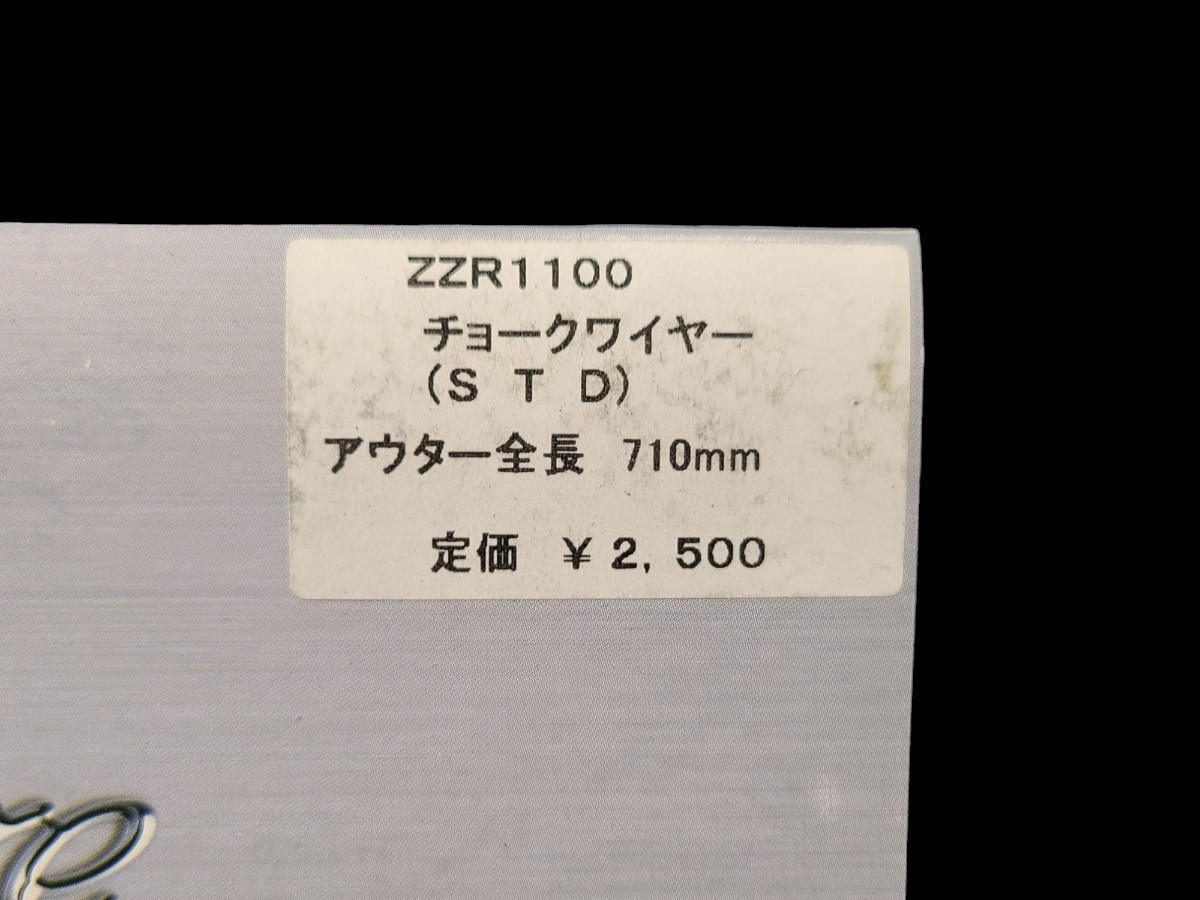 ZZR1100
チョークワイヤー
(S T D)
アウター全長 710mm
定価 ¥2,500